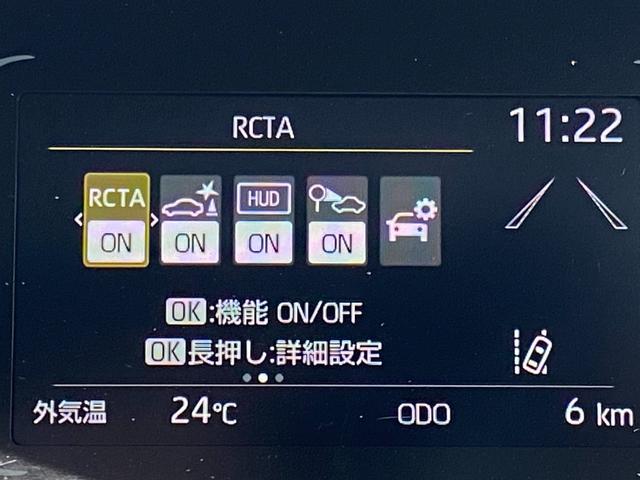 RCTA
11:22
RCTA HUD
ON ON ON ON
OK:機能 ON/OFF
OK長押し:詳細設定
外気温 24℃ ODO 6 km